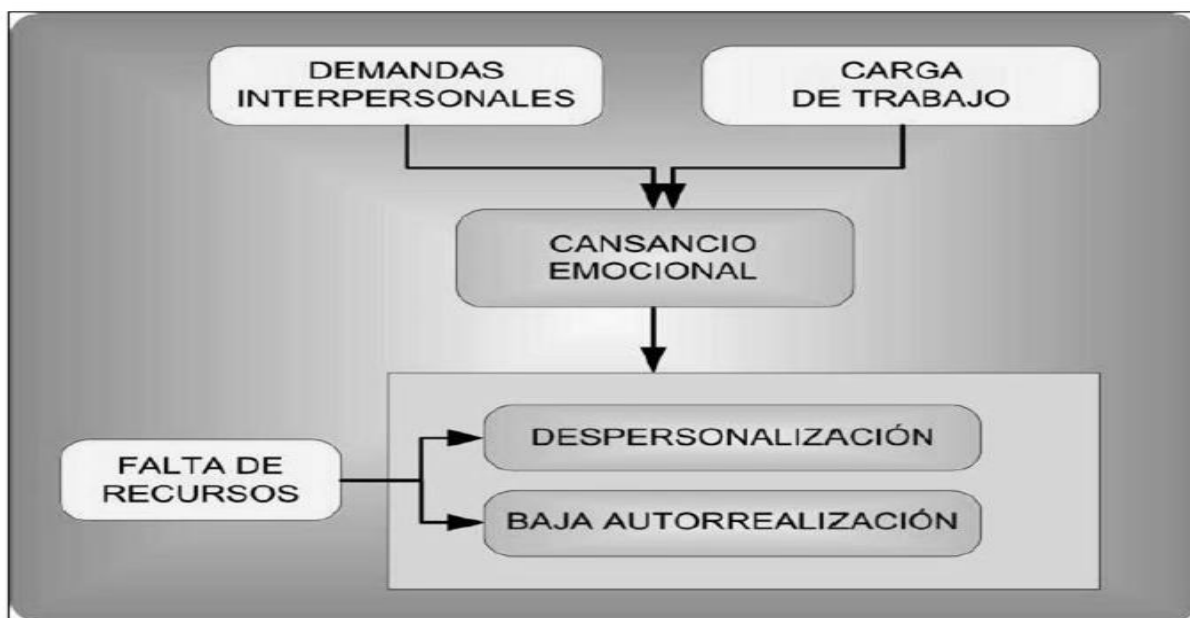 DEMANDAS
INTERPERSONALES
CARGA
DE TRABAJO
CANSANCIO
EMOCIONAL
DESPERSONALIZACIÓN
FALTA DE
RECURSOS
BAJA AUTORREALIZACIÓN